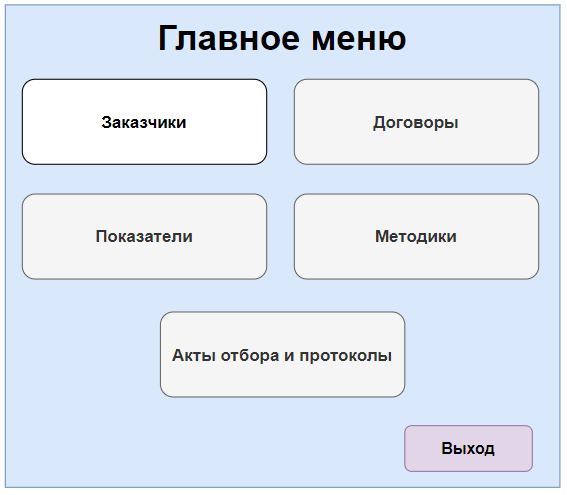 Главное меню
Заказчики
Договоры
Показатели
Методики
Акты отбора и протоколы
Выход